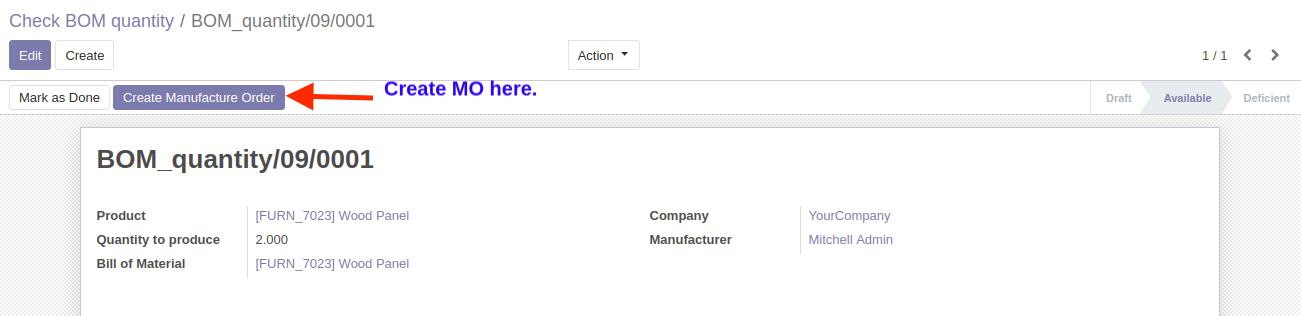 Check BOM quantity / BOM_quantity/09/0001
Edit Create Action 1 / 1
Mark as Done Create Manufacture Order Create MO here. Draft Available Deficient
BOM_quantity/09/0001
Product [FURN_7023] Wood Panel Company YourCompany
Quantity to produce 2.000 Manufacturer Mitchell Admin
Bill of Material [FURN_7023] Wood Panel